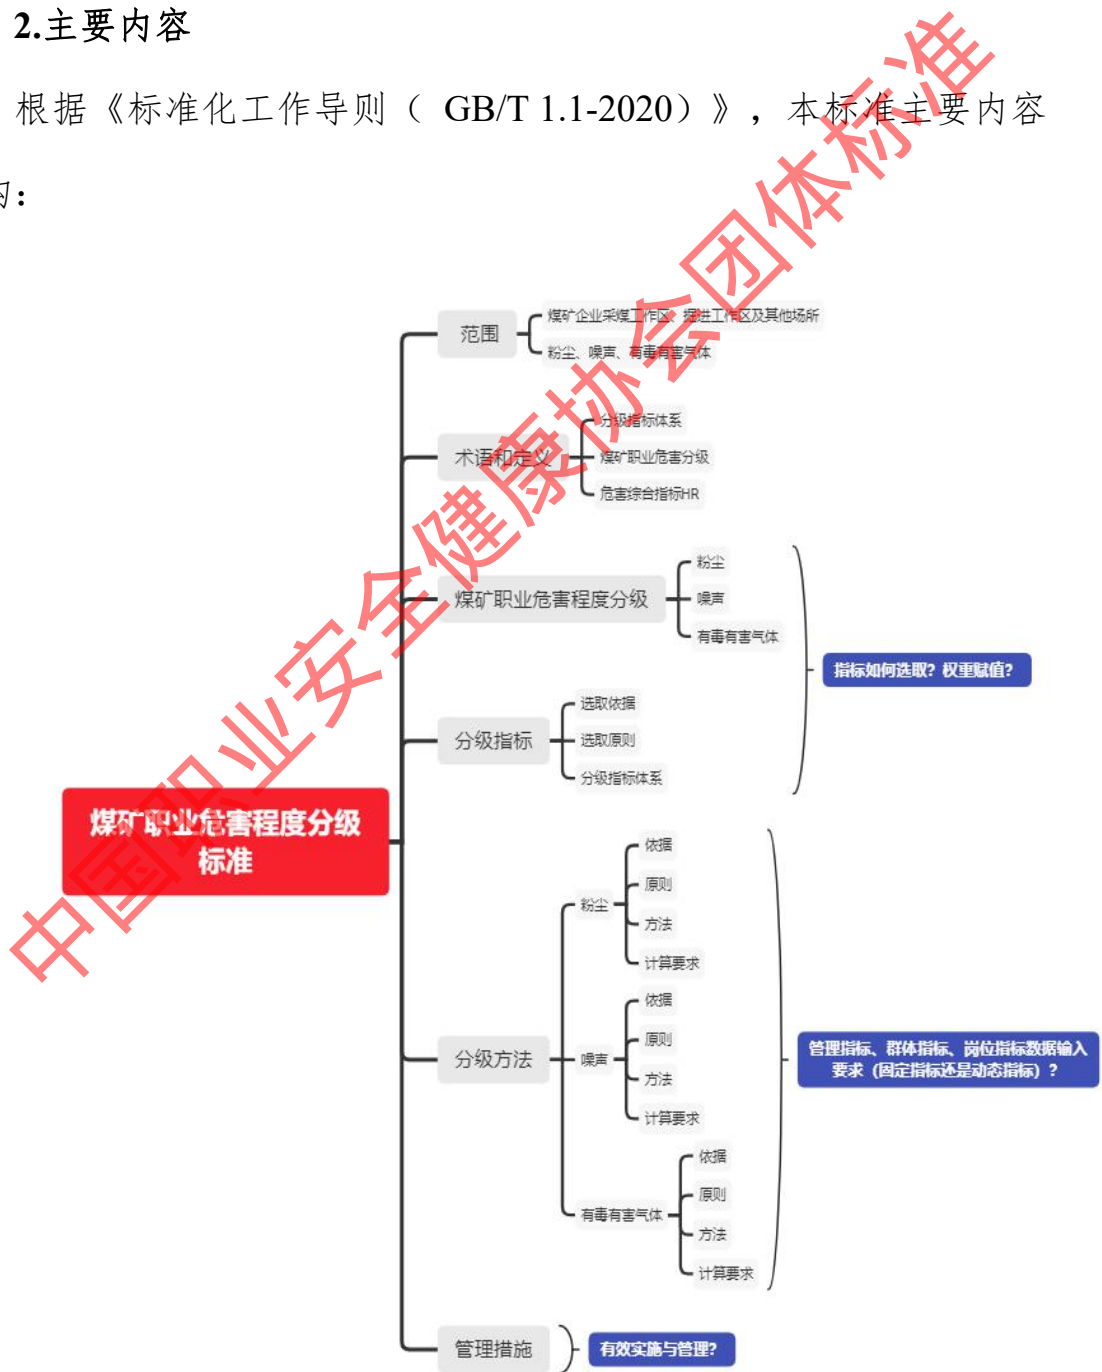 2.主要内容
根据《标准化工作导则（ GB/T 1.1-2020）》，本标准主要内容
：
范围
煤矿企业采煤工作区、掘进工作区及其他场所
粉尘、噪声、有毒有害气体
术语和定义
分级指标体系
煤矿职业危害分级
危害综合指标HR
煤矿职业危害程度分级
粉尘
噪声
有毒有害气体
指标如何选取？权重赋值？
分级指标
选取依据
选取原则
分级指标体系
煤矿职业危害程度分级
标准
分级方法
粉尘
依据
原则
方法
计算要求
噪声
依据
原则
方法
计算要求
有毒有害气体
依据
原则
方法
计算要求
管理指标、群体指标、岗位指标数据输入
要求（固定指标还是动态指标）？
管理措施
有效实施与管理？
中国职业安全健康协会团体标准